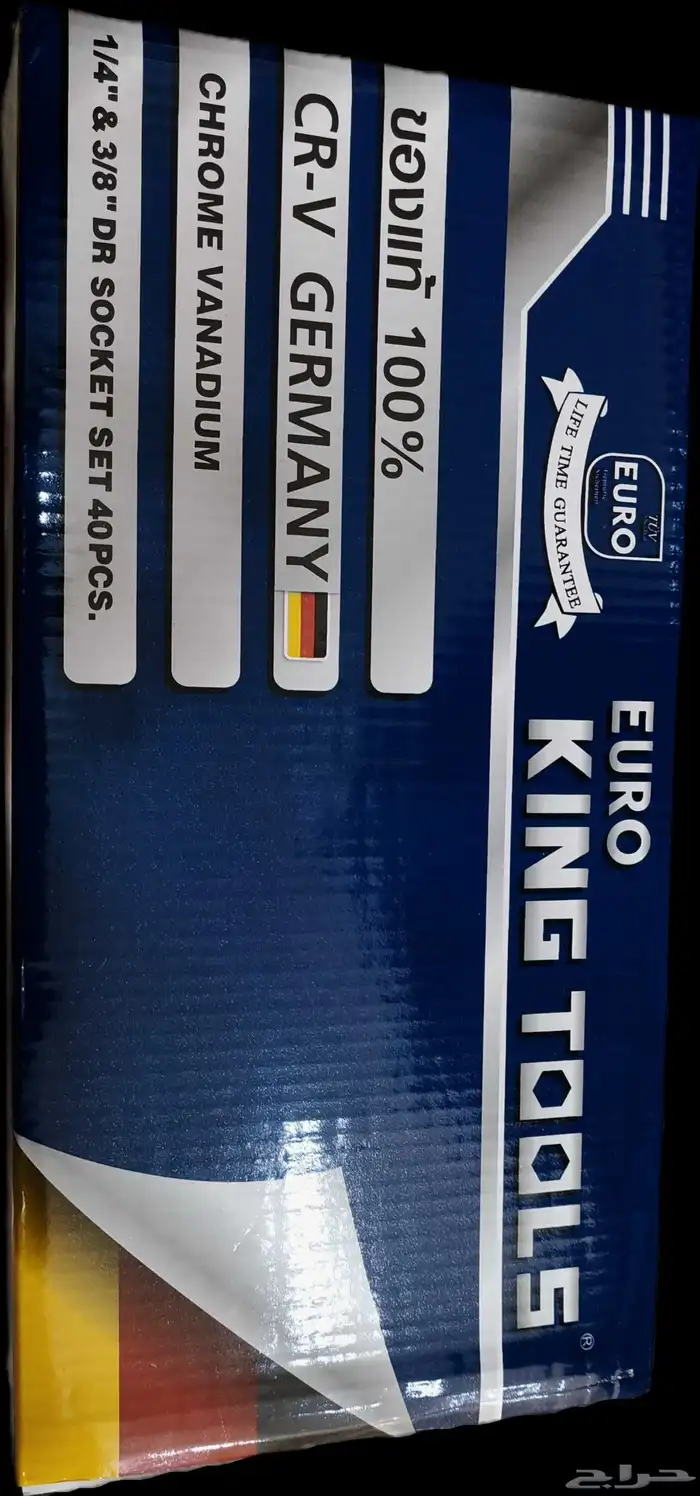 TÜV
EURO
LIFE TIME GUARANTEE
EURO
KING TOOLS®
ของแท้ 100%
CR-V GERMANY
CHROME VANADIUM
1/4" & 3/8" DR SOCKET SET 40PCS.
حراج